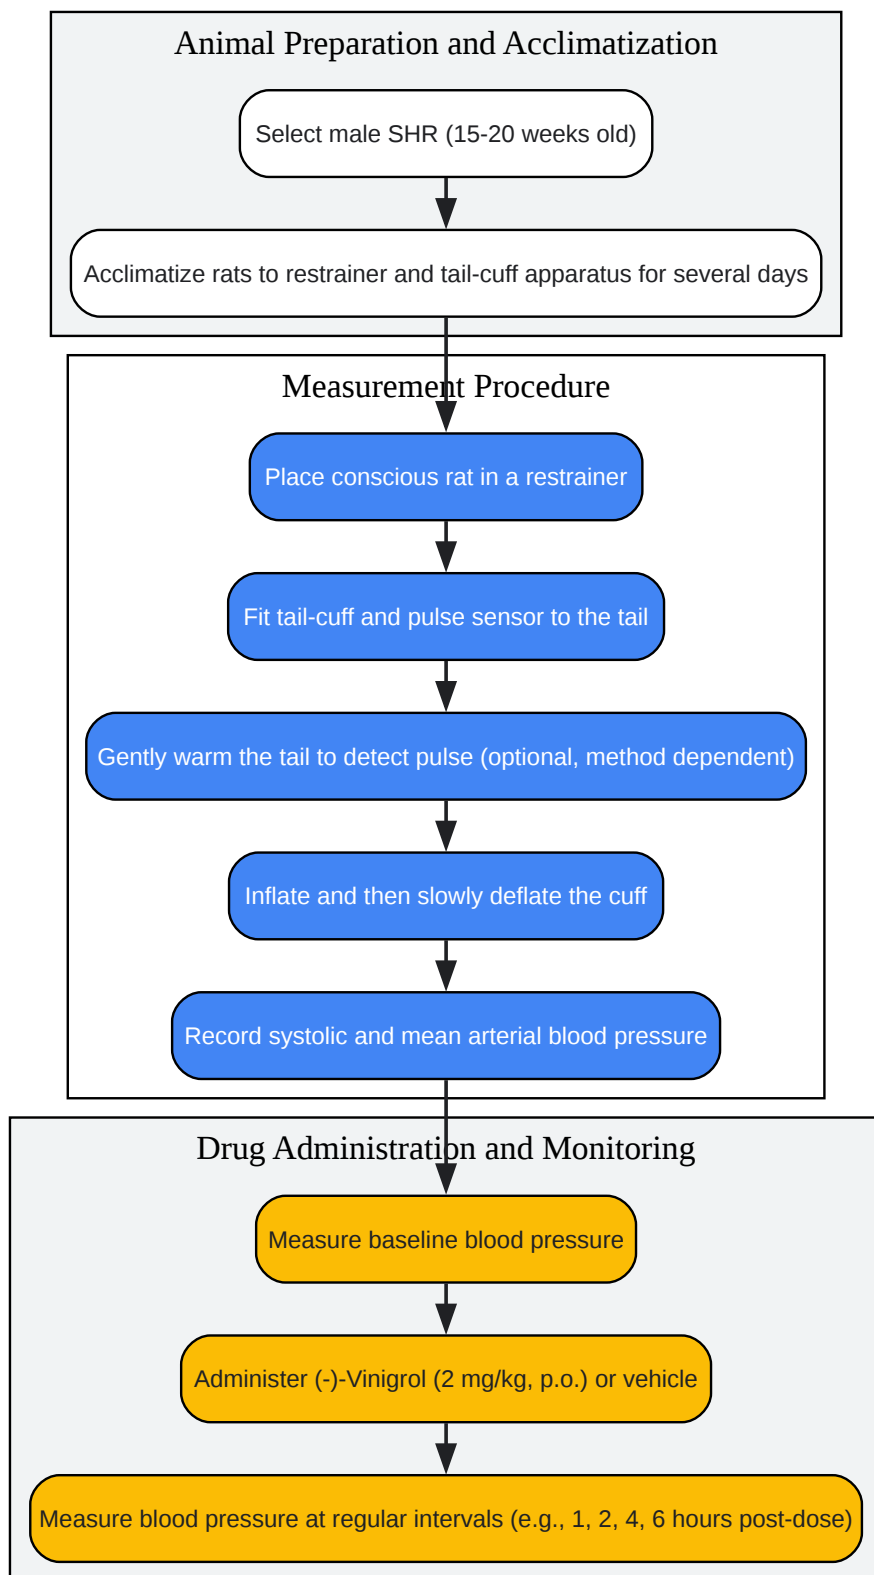 Animal Preparation and Acclimatization
Select male SHR (15-20 weeks old)
Acclimatize rats to restrainer and tail-cuff apparatus for several days
Measurement Procedure
Place conscious rat in a restrainer
Fit tail-cuff and pulse sensor to the tail
Gently warm the tail to detect pulse (optional, method dependent)
Inflate and then slowly deflate the cuff
Record systolic and mean arterial blood pressure
Drug Administration and Monitoring
Measure baseline blood pressure
Administer (-)-Vinigrol (2 mg/kg, p.o.) or vehicle
Measure blood pressure at regular intervals (e.g., 1, 2, 4, 6 hours post-dose)